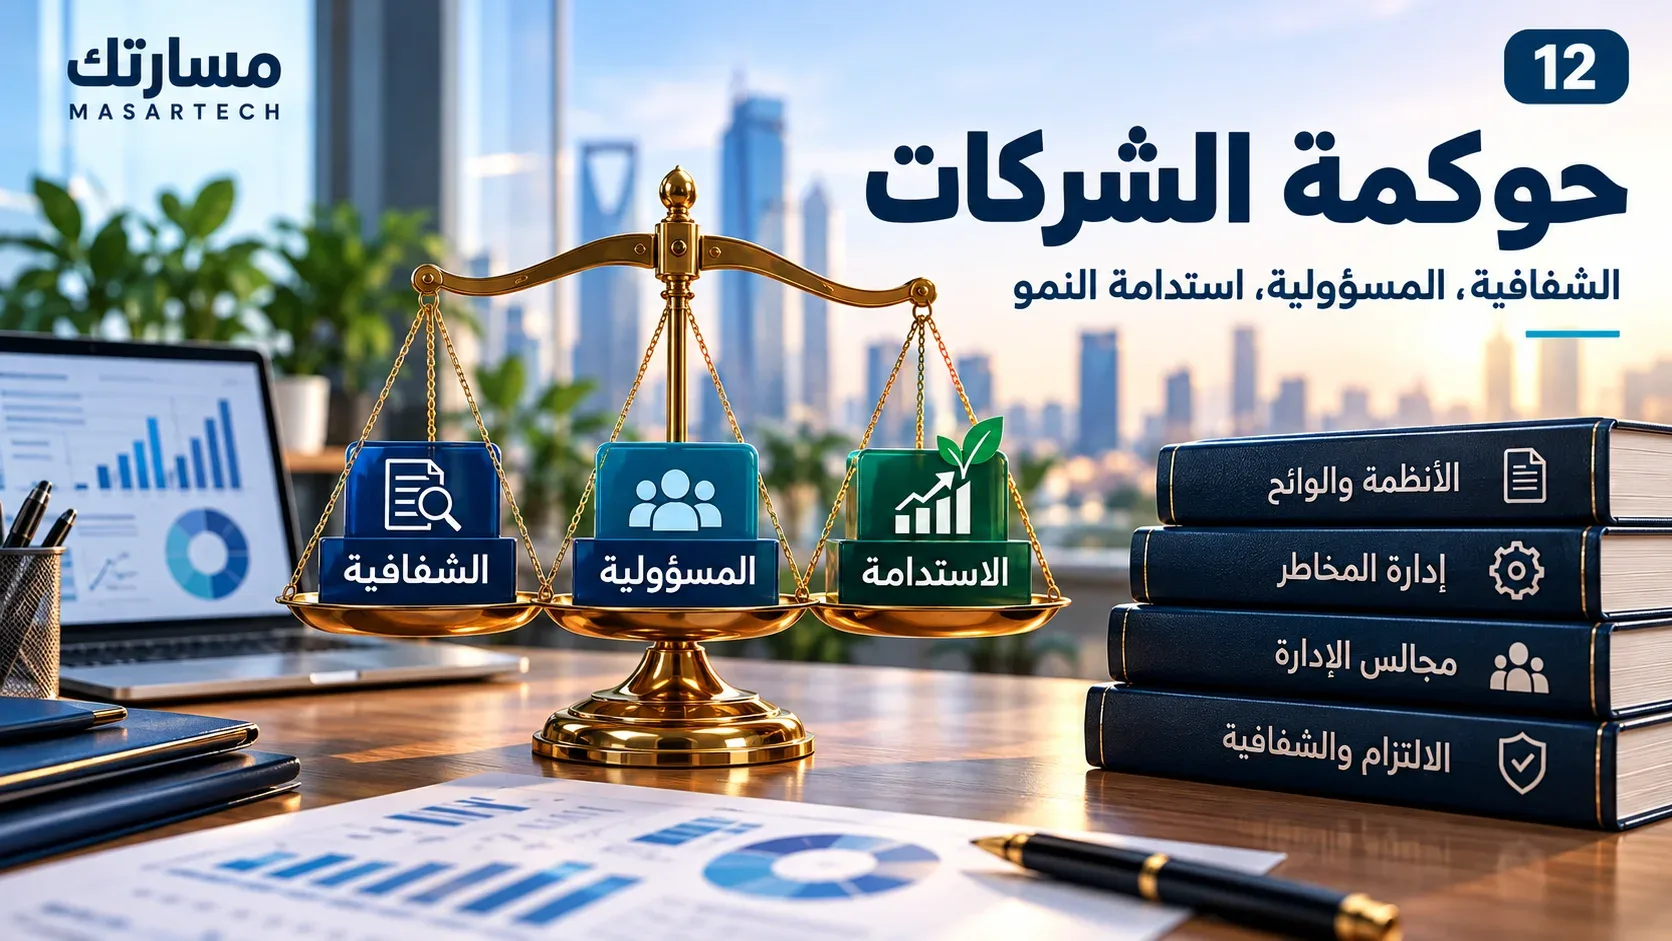 مسارتك
MASARTECH
12
حوكمة الشركات
الشفافية، المسؤولية، استدامة النمو
الشفافية
المسؤولية
الاستدامة
الأنظمة والوائح
إدارة المخاطر
مجالس الإدارة
الالتزام والشفافية